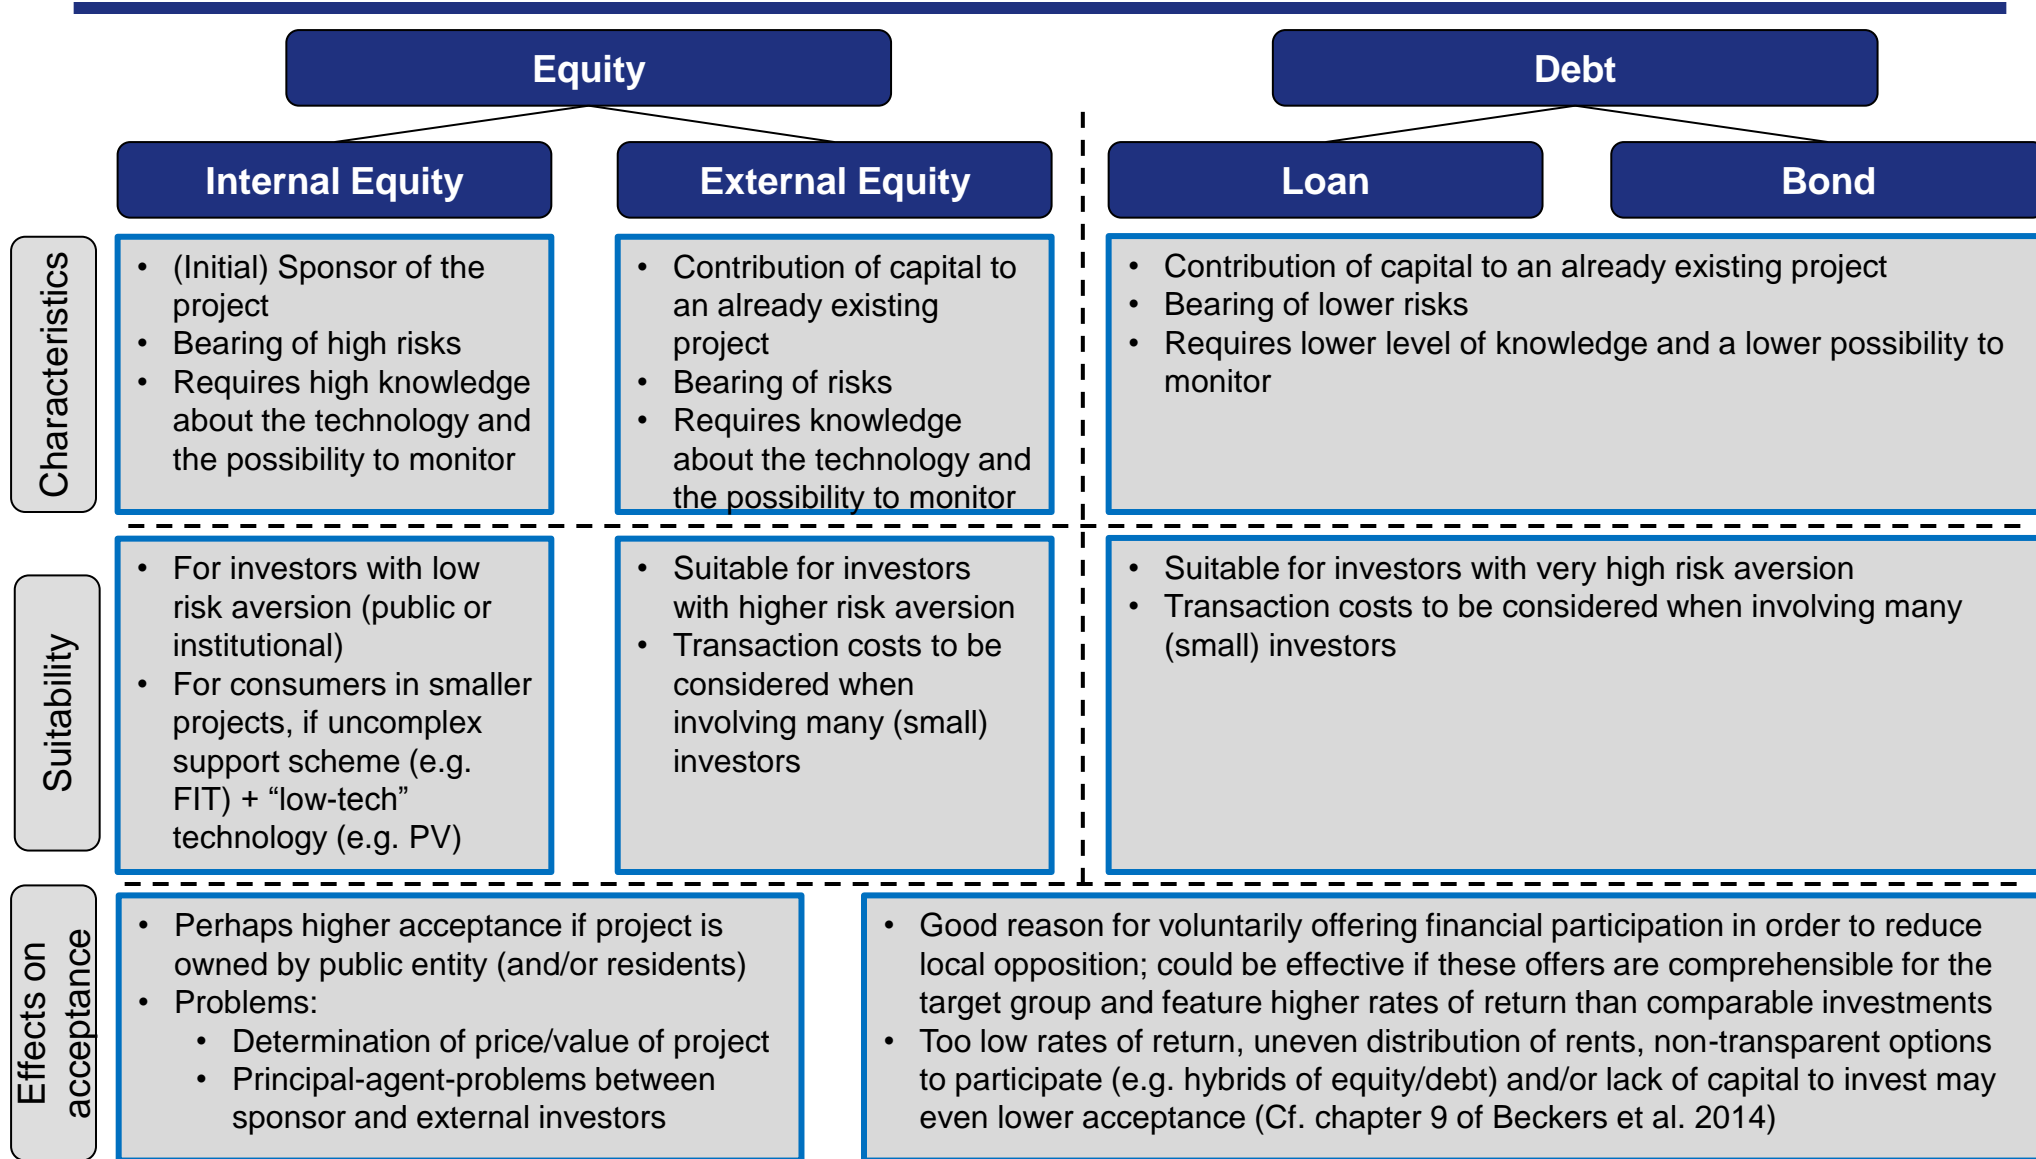 Equity
Debt
Internal Equity
External Equity
Loan
Bond
Characteristics
• (Initial) Sponsor of the
project
• Bearing of high risks
• Requires high knowledge
about the technology and
the possibility to monitor
• Contribution of capital to
an already existing
project
• Bearing of risks
• Requires knowledge
about the technology and
the possibility to monitor
• Contribution of capital to an already existing project
• Bearing of lower risks
• Requires lower level of knowledge and a lower possibility to
monitor
Suitability
• For investors with low
risk aversion (public or
institutional)
• For consumers in smaller
projects, if uncomplex
support scheme (e.g.
FIT) + “low-tech”
technology (e.g. PV)
• Suitable for investors
with higher risk aversion
• Transaction costs to be
considered when
involving many (small)
investors
• Suitable for investors with very high risk aversion
• Transaction costs to be considered when involving many
(small) investors
Effects on
acceptance
• Perhaps higher acceptance if project is
owned by public entity (and/or residents)
• Problems:
• Determination of price/value of project
• Principal-agent-problems between
sponsor and external investors
• Good reason for voluntarily offering financial participation in order to reduce
local opposition; could be effective if these offers are comprehensible for the
target group and feature higher rates of return than comparable investments
• Too low rates of return, uneven distribution of rents, non-transparent options
to participate (e.g. hybrids of equity/debt) and/or lack of capital to invest may
even lower acceptance (Cf. chapter 9 of Beckers et al. 2014)